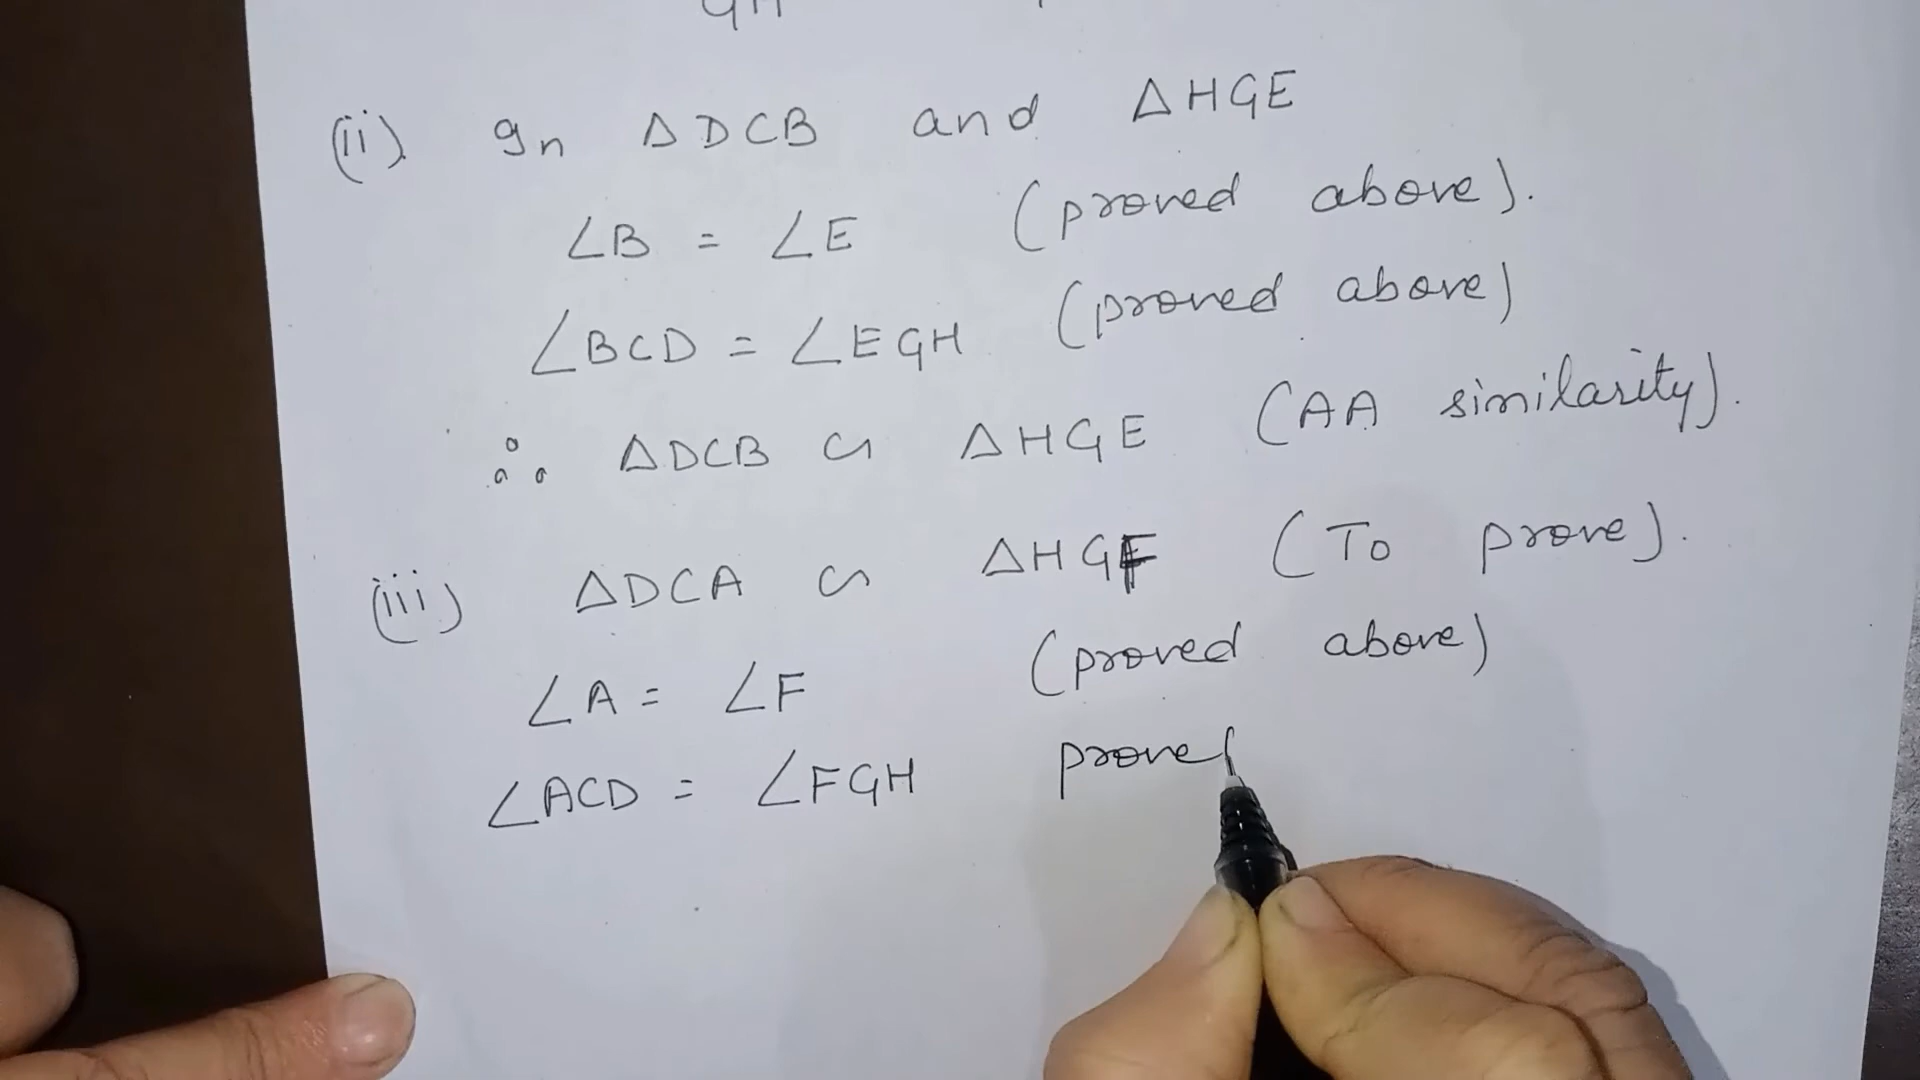 GH
(ii). In ΔDCB and ΔHGE
∠B = ∠E (proved above).
∠BCD = ∠EGH (proved above)
∴ ΔDCB ∽ ΔHGE (AA similarity).
(iii) ΔDCA ∽ ΔHGF (To prove).
∠A = ∠F (proved above)
∠ACD = ∠FGH prove